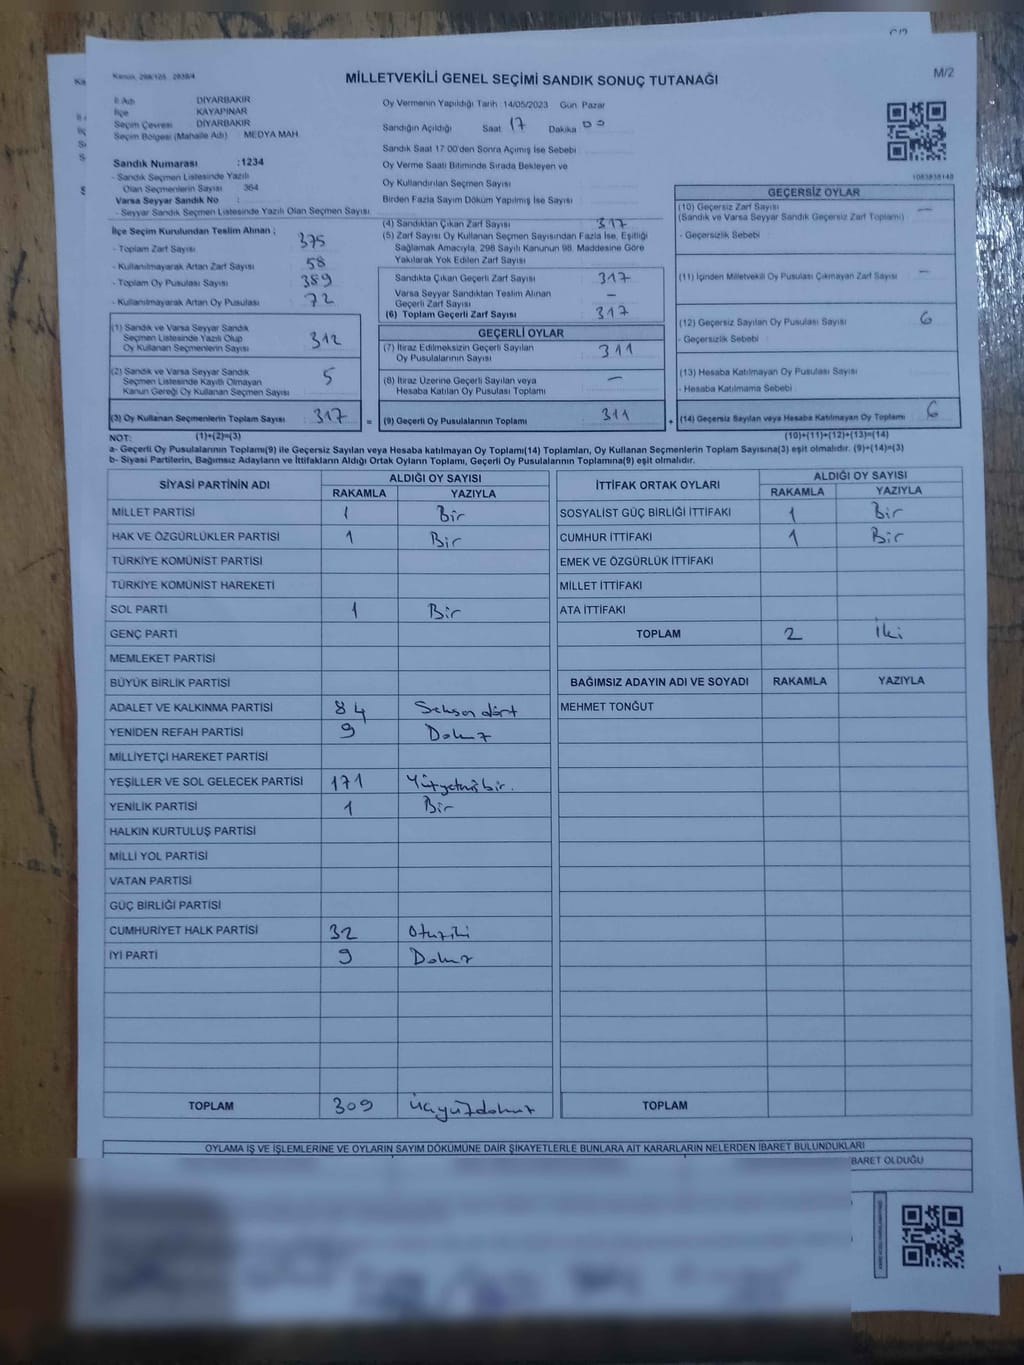 Kanun, 298/105 2839/4
MİLLETVEKİLİ GENEL SEÇİMİ SANDIK SONUÇ TUTANAĞI
M/2
İl Adı DİYARBAKIR
İlçe KAYAPINAR
Seçim Çevresi DİYARBAKIR
Seçim Bölgesi (Mahalle Adı) MEDYA MAH.
Sandık Numarası :1234
- Sandık Seçmen Listesinde Yazılı
Olan Seçmenlerin Sayısı 364
Varsa Seyyar Sandık No :
- Seyyar Sandık Seçmen Listesinde Yazılı Olan Seçmen Sayısı
Oy Vermenin Yapıldığı Tarih : 14/05/2023 Gün Pazar
Sandığın Açıldığı Saat 17 Dakika 00
Sandık Saat 17:00'den Sonra Açılmış İse Sebebi
Oy Verme Saati Bitiminde Sırada Bekleyen ve
Oy Kullandırılan Seçmen Sayısı
Birden Fazla Sayım Döküm Yapılmış İse Sayısı
İlçe Seçim Kurulundan Teslim Alınan ;
- Toplam Zarf Sayısı 375
- Kullanılmayarak Artan Zarf Sayısı 58
- Toplam Oy Pusulası Sayısı 389
- Kullanılmayarak Artan Oy Pusulası 72
(1) Sandık ve Varsa Seyyar Sandık
Seçmen Listesinde Yazılı Olup
Oy Kullanan Seçmenlerin Sayısı 312
(2) Sandık ve Varsa Seyyar Sandık
Seçmen Listesinde Kayıtlı Olmayan
Kanun Gereği Oy Kullanan Seçmen Sayısı 5
(3) Oy Kullanan Seçmenlerin Toplam Sayısı 317 =
(4) Sandıktan Çıkan Zarf Sayısı 317
(5) Zarf Sayısı Oy Kullanan Seçmen Sayısından Fazla İse, Eşitliği
Sağlamak Amacıyla, 298 Sayılı Kanunun 98. Maddesine Göre
Yakılarak Yok Edilen Zarf Sayısı
Sandıkta Çıkan Geçerli Zarf Sayısı 317
Varsa Seyyar Sandıktan Teslim Alınan
Geçerli Zarf Sayısı —
(6) Toplam Geçerli Zarf Sayısı 317
GEÇERLİ OYLAR
(7) İtiraz Edilmeksizin Geçerli Sayılan
Oy Pusulalarının Sayısı 311
(8) İtiraz Üzerine Geçerli Sayılan veya
Hesaba Katılan Oy Pusulası Toplamı —
(9) Geçerli Oy Pusulalarının Toplamı 311 +
1083838148
GEÇERSİZ OYLAR
(10) Geçersiz Zarf Sayısı —
(Sandık ve Varsa Seyyar Sandık Geçersiz Zarf Toplamı)
- Geçersizlik Sebebi
(11) İçinden Milletvekili Oy Pusulası Çıkmayan Zarf Sayısı —
(12) Geçersiz Sayılan Oy Pusulası Sayısı 6
- Geçersizlik Sebebi :
(13) Hesaba Katılmayan Oy Pusulası Sayısı
- Hesaba Katılmama Sebebi
(14) Geçersiz Sayılan veya Hesaba Katılmayan Oy Toplamı 6
NOT: (1)+(2)=(3) (10)+(11)+(12)+(13)=(14)
a- Geçerli Oy Pusulalarının Toplamı(9) ile Geçersiz Sayılan veya Hesaba katılmayan Oy Toplamı(14) Toplamları, Oy Kullanan Seçmenlerin Toplam Sayısına(3) eşit olmalıdır. (9)+(14)=(3)
b- Siyasi Partilerin, Bağımsız Adayların ve İttifakların Aldığı Ortak Oyların Toplamı, Geçerli Oy Pusulalarının Toplamına(9) eşit olmalıdır.
SİYASİ PARTİNİN ADI ALDIĞI OY SAYISI
RAKAMLA YAZIYLA
MİLLET PARTİSİ 1 Bir
HAK VE ÖZGÜRLÜKLER PARTİSİ 1 Bir
TÜRKİYE KOMÜNİST PARTİSİ
TÜRKİYE KOMÜNİST HAREKETİ
SOL PARTİ 1 Bir
GENÇ PARTİ
MEMLEKET PARTİSİ
BÜYÜK BİRLİK PARTİSİ
ADALET VE KALKINMA PARTİSİ 84 Seksen dört
YENİDEN REFAH PARTİSİ 9 Dokuz
MİLLİYETÇİ HAREKET PARTİSİ
YEŞİLLER VE SOL GELECEK PARTİSİ 171 Yüzyetmişbir.
YENİLİK PARTİSİ 1 Bir
HALKIN KURTULUŞ PARTİSİ
MİLLİ YOL PARTİSİ
VATAN PARTİSİ
GÜÇ BİRLİĞİ PARTİSİ
CUMHURİYET HALK PARTİSİ 32 Otuziki
İYİ PARTİ 9 Dokuz
TOPLAM 309 üçyüzdokuz
İTTİFAK ORTAK OYLARI ALDIĞI OY SAYISI
RAKAMLA YAZIYLA
SOSYALİST GÜÇ BİRLİĞİ İTTİFAKI 1 Bir
CUMHUR İTTİFAKI 1 Bir
EMEK VE ÖZGÜRLÜK İTTİFAKI
MİLLET İTTİFAKI
ATA İTTİFAKI
TOPLAM 2 İki
BAĞIMSIZ ADAYIN ADI VE SOYADI RAKAMLA YAZIYLA
MEHMET TONĞUT
TOPLAM
OYLAMA İŞ VE İŞLEMLERİNE VE OYLARIN SAYIM DÖKÜMÜNE DAİR ŞİKAYETLERLE BUNLARA AİT KARARLARIN NELERDEN İBARET BULUNDUKLARI
BARET OLDUĞU